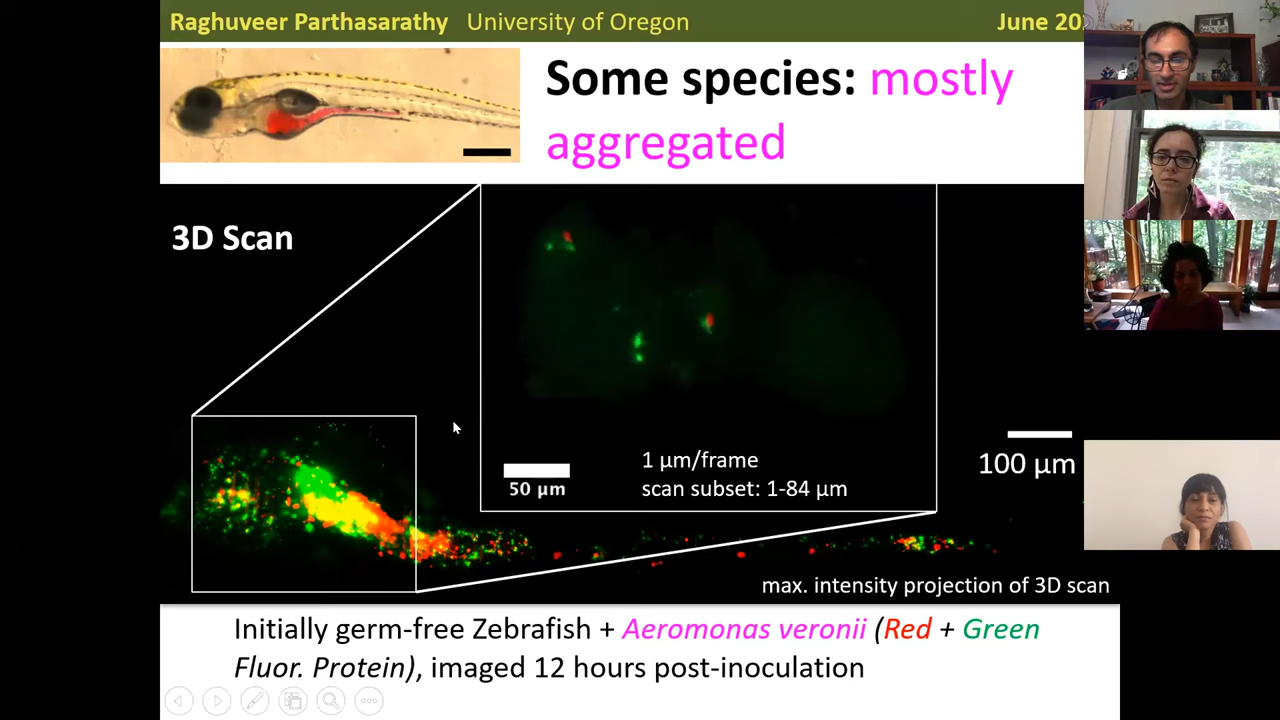 Raghuveer Parthasarathy University of Oregon June 20
Some species: mostly
aggregated
3D Scan
1 µm/frame
scan subset: 1-84 µm
50 µm
100 µm
max. intensity projection of 3D scan
Initially germ-free Zebrafish + Aeromonas veronii (Red + Green
Fluor. Protein), imaged 12 hours post-inoculation